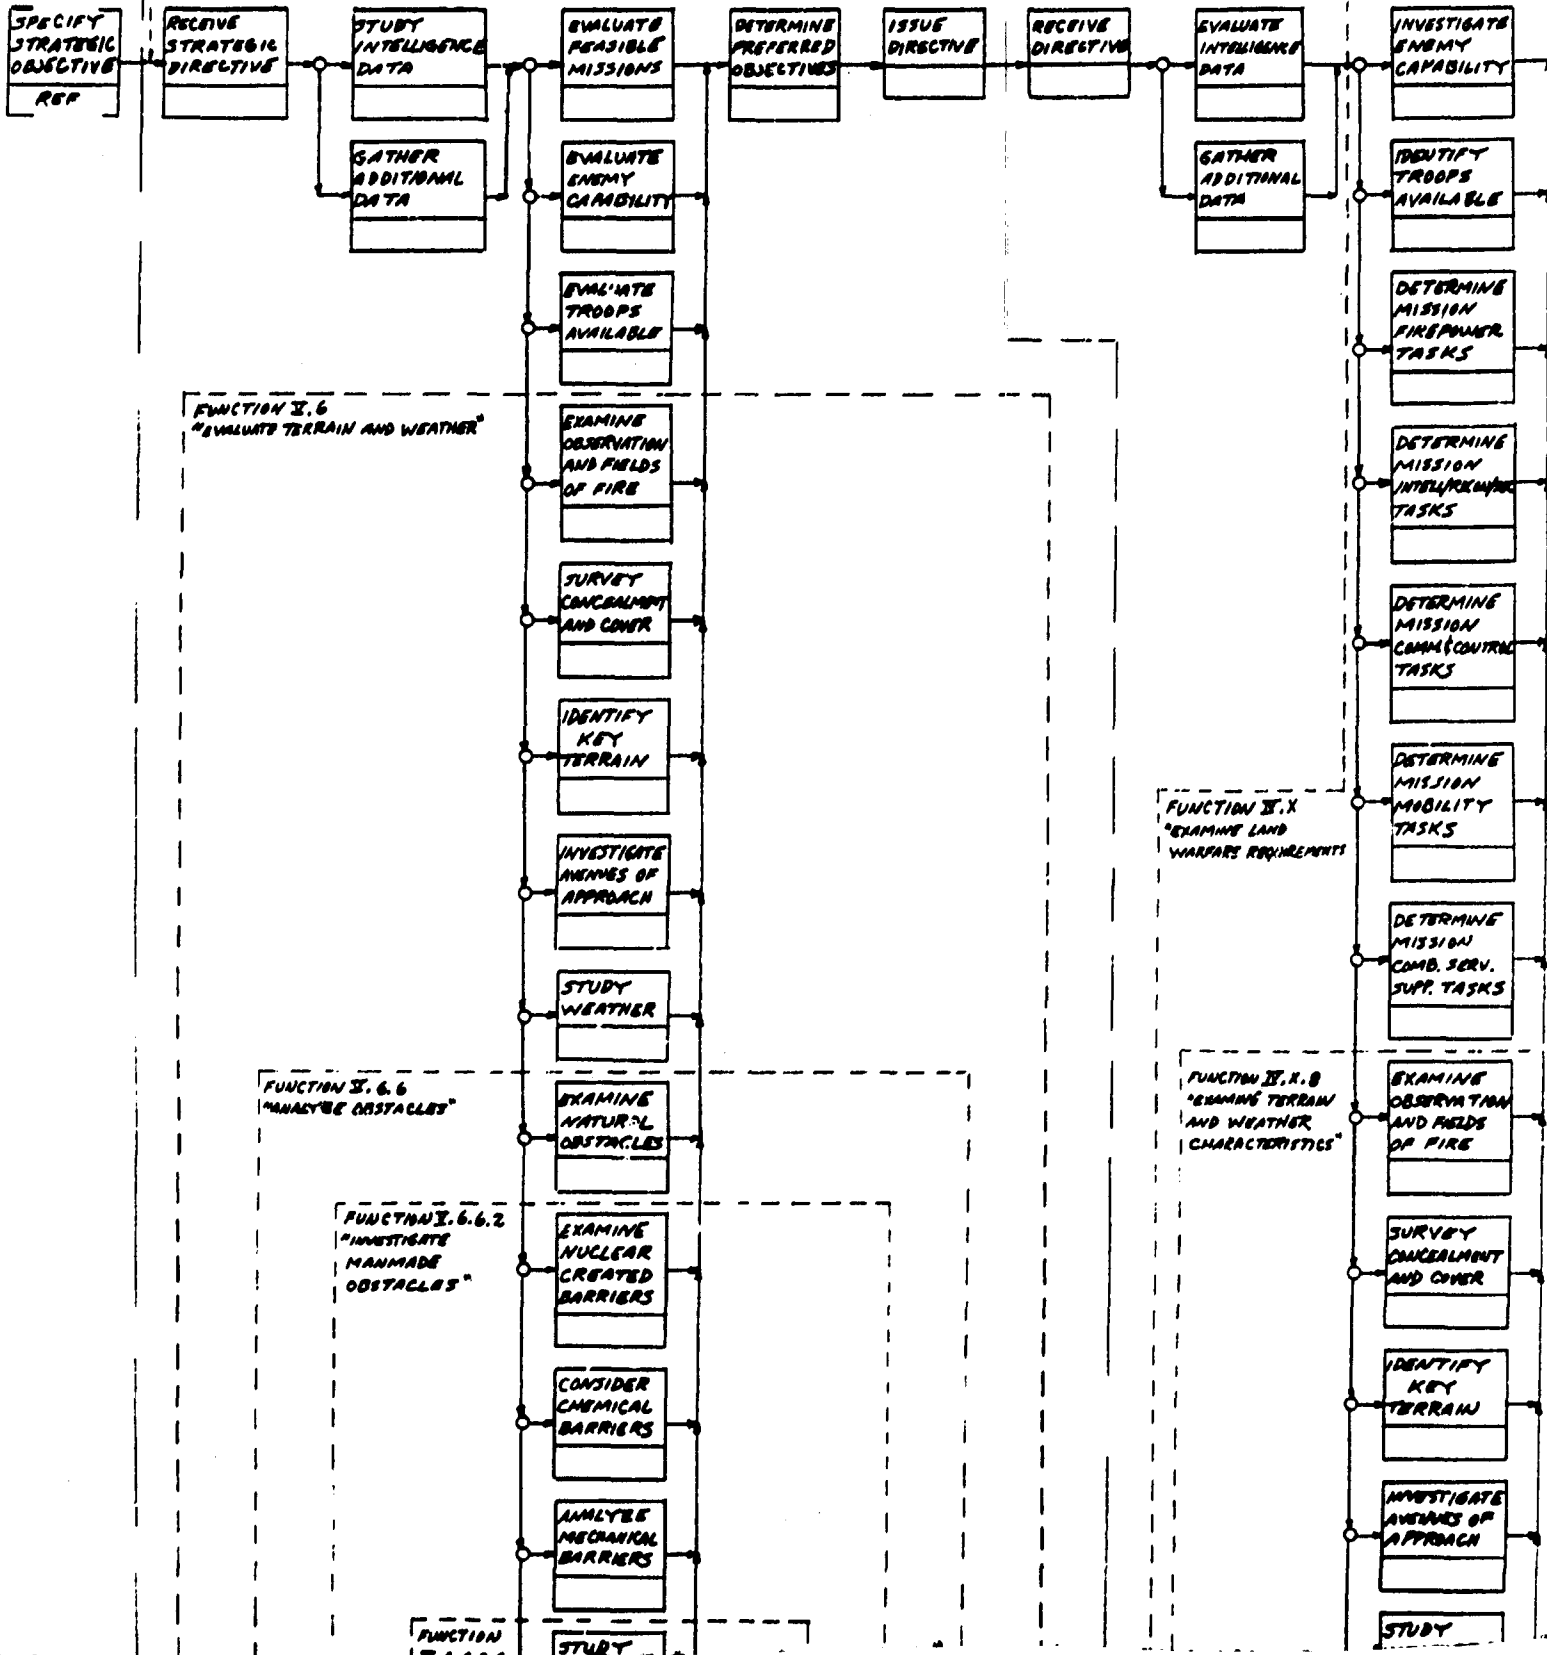 SPECIFY
STRATEGIC
OBJECTIVE
REF
RECEIVE
STRATEGIC
DIRECTIVE
STUDY
INTELLIGENCE
DATA
GATHER
ADDITIONAL
DATA
EVALUATE
FEASIBLE
MISSIONS
EVALUATE
ENEMY
CAPABILITY
EVALUATE
TROOPS
AVAILABLE
DETERMINE
PREFERRED
OBJECTIVES
ISSUE
DIRECTIVE
RECEIVE
DIRECTIVE
EVALUATE
INTELLIGENCE
DATA
GATHER
ADDITIONAL
DATA
FUNCTION V.6
"EVALUATE TERRAIN AND WEATHER"
EXAMINE
OBSERVATION
AND FIELDS
OF FIRE
SURVEY
CONCEALMENT
AND COVER
IDENTIFY
KEY
TERRAIN
INVESTIGATE
AVENUES OF
APPROACH
STUDY
WEATHER
FUNCTION V.6.6
"ANALYZE OBSTACLES"
EXAMINE
NATURAL
OBSTACLES
FUNCTION V.6.6.2
"INVESTIGATE
MANMADE
OBSTACLES"
EXAMINE
NUCLEAR
CREATED
BARRIERS
CONSIDER
CHEMICAL
BARRIERS
ANALYZE
MECHANICAL
BARRIERS
FUNCTION
STUDY
INVESTIGATE
ENEMY
CAPABILITY
IDENTIFY
TROOPS
AVAILABLE
DETERMINE
MISSION
FIREPOWER
TASKS
DETERMINE
MISSION
TASKS
DETERMINE
MISSION
COMM&CONTROL
TASKS
FUNCTION IV.X
"EXAMINE LAND
WARFARE REQUIREMENTS
DETERMINE
MISSION
MOBILITY
TASKS
DETERMINE
MISSION
COMB. SERV.
SUPP. TASKS
FUNCTION IV.X.8
"EXAMINE TERRAIN
AND WEATHER
CHARACTERISTICS"
EXAMINE
OBSERVATION
AND FIELDS
OF FIRE
SURVEY
CONCEALMENT
AND COVER
IDENTIFY
KEY
TERRAIN
INVESTIGATE
AVENUES OF
APPROACH
STUDY